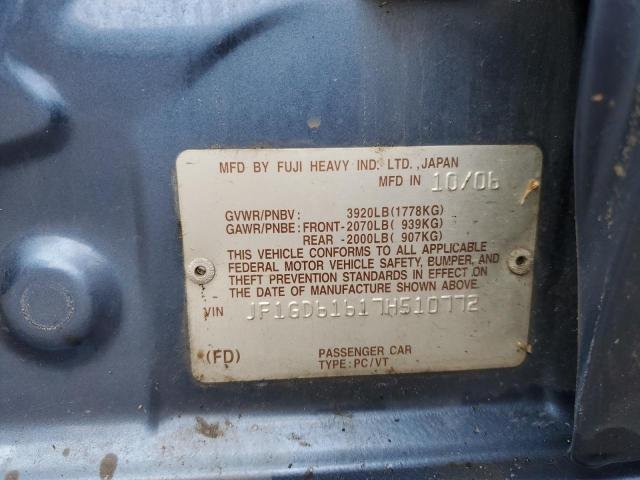 MFD BY FUJI HEAVY IND. LTD.,JAPAN
MFD IN 10/06
GVWR/PNBV: 3920LB(1778KG)
GAWR/PNBE: FRONT-2070LB( 939KG)
REAR -2000LB( 907KG)
THIS VEHICLE CONFORMS TO ALL APPLICABLE
FEDERAL MOTOR VEHICLE SAFETY, BUMPER, AND
THEFT PREVENTION STANDARDS IN EFFECT ON
THE DATE OF MANUFACTURE SHOWN ABOVE.
VIN JF1GD61617H510772
(FD) PASSENGER CAR
TYPE:PC/VT